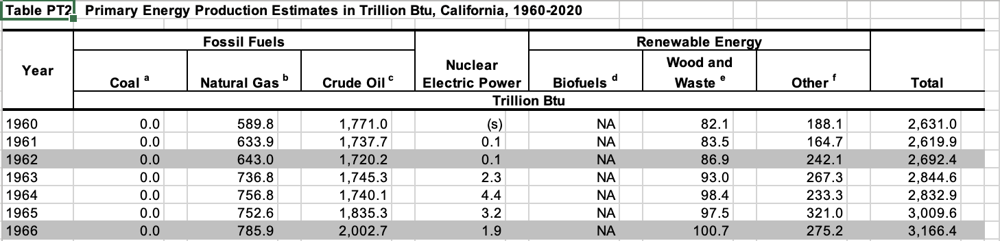 Table PT2. Primary Energy Production Estimates in Trillion Btu, California, 1960-2020
Fossil Fuels Renewable Energy
Year Coal a Natural Gas b Crude Oil c Nuclear Electric Power Biofuels d Wood and Waste e Other f Total
Trillion Btu
1960 0.0 589.8 1,771.0 (s) NA 82.1 188.1 2,631.0
1961 0.0 633.9 1,737.7 0.1 NA 83.5 164.7 2,619.9
1962 0.0 643.0 1,720.2 0.1 NA 86.9 242.1 2,692.4
1963 0.0 736.8 1,745.3 2.3 NA 93.0 267.3 2,844.6
1964 0.0 756.8 1,740.1 4.4 NA 98.4 233.3 2,832.9
1965 0.0 752.6 1,835.3 3.2 NA 97.5 321.0 3,009.6
1966 0.0 785.9 2,002.7 1.9 NA 100.7 275.2 3,166.4